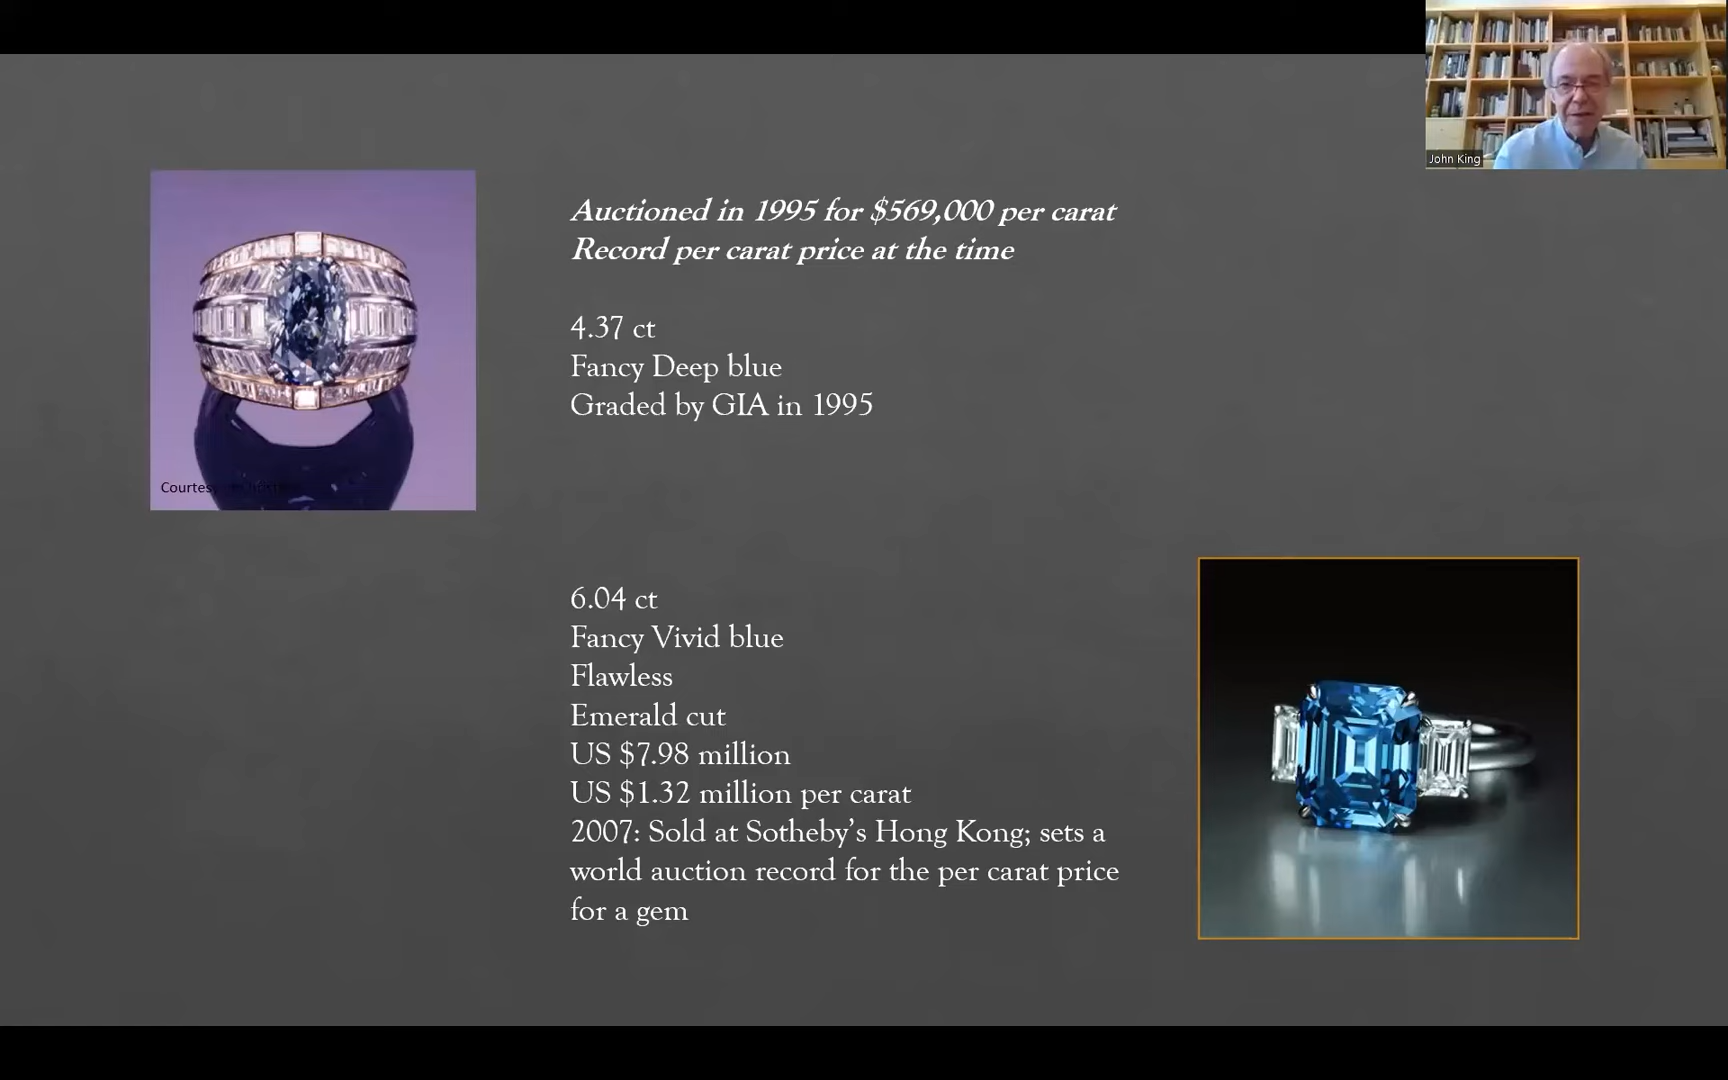 John King
Auctioned in 1995 for $569,000 per carat
Record per carat price at the time
4.37 ct
Fancy Deep blue
Graded by GIA in 1995
Courtesy
6.04 ct
Fancy Vivid blue
Flawless
Emerald cut
US $7.98 million
US $1.32 million per carat
2007: Sold at Sotheby’s Hong Kong; sets a
world auction record for the per carat price
for a gem